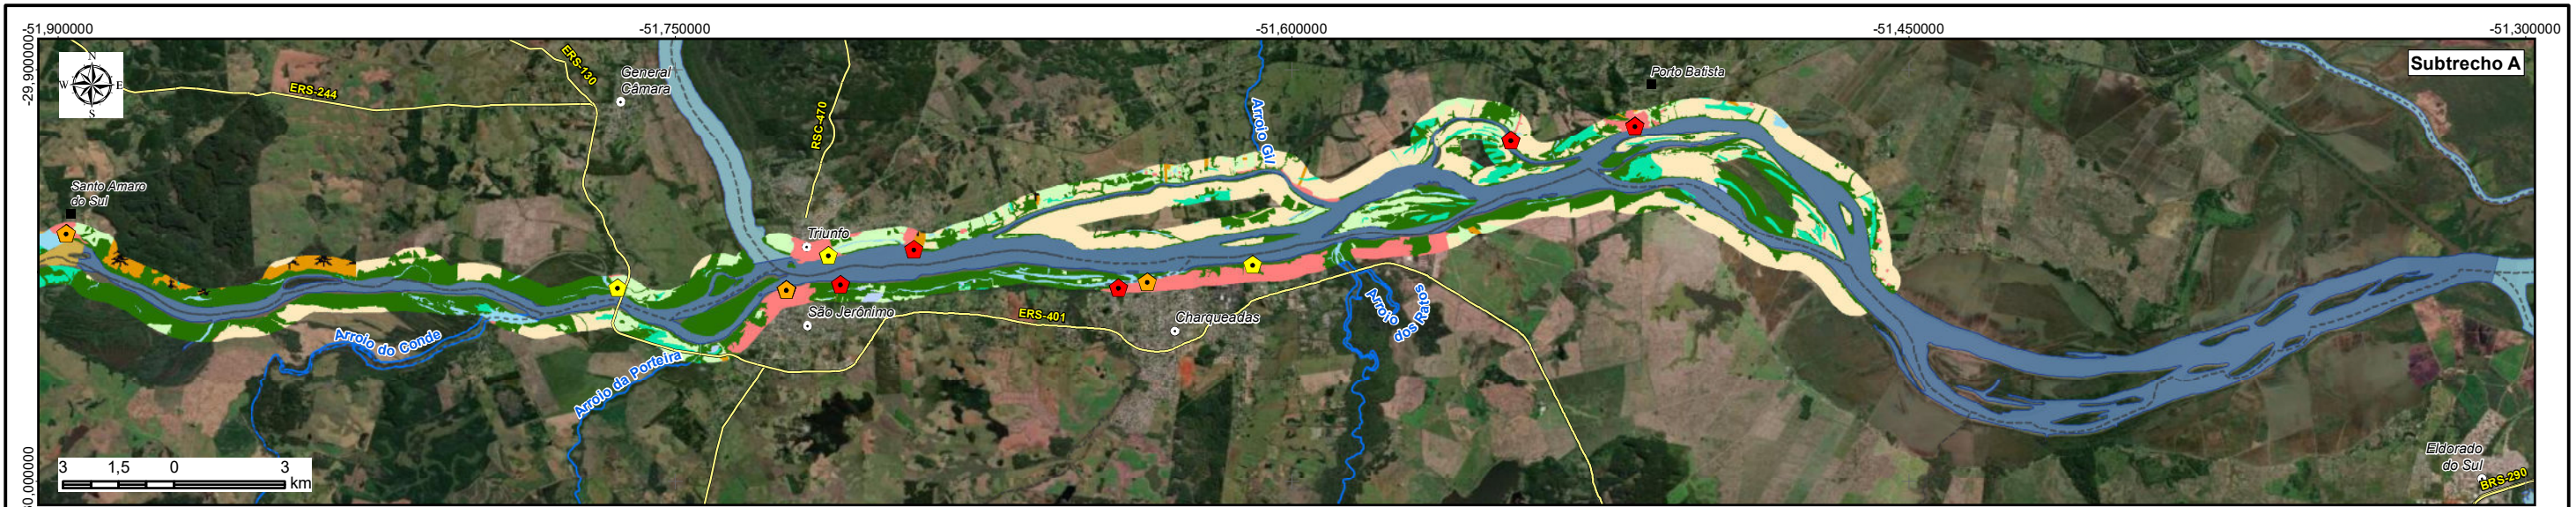 -51,900000
-51,750000
-51,600000
-51,450000
-51,300000
-29,900000
N
W
E
S
ERS-244
ERS-130
General
Câmara
RSC-470
Arroio Gil
Porto Batista
Subtrecho A
Santo Amaro
do Sul
Triunfo
São Jerônimo
ERS-401
Charqueadas
Arroio
dos Ratos
Arroio do Conde
Arroio da Porteira
3
1,5
0
3
km
Eldorado
do Sul
BRS-290